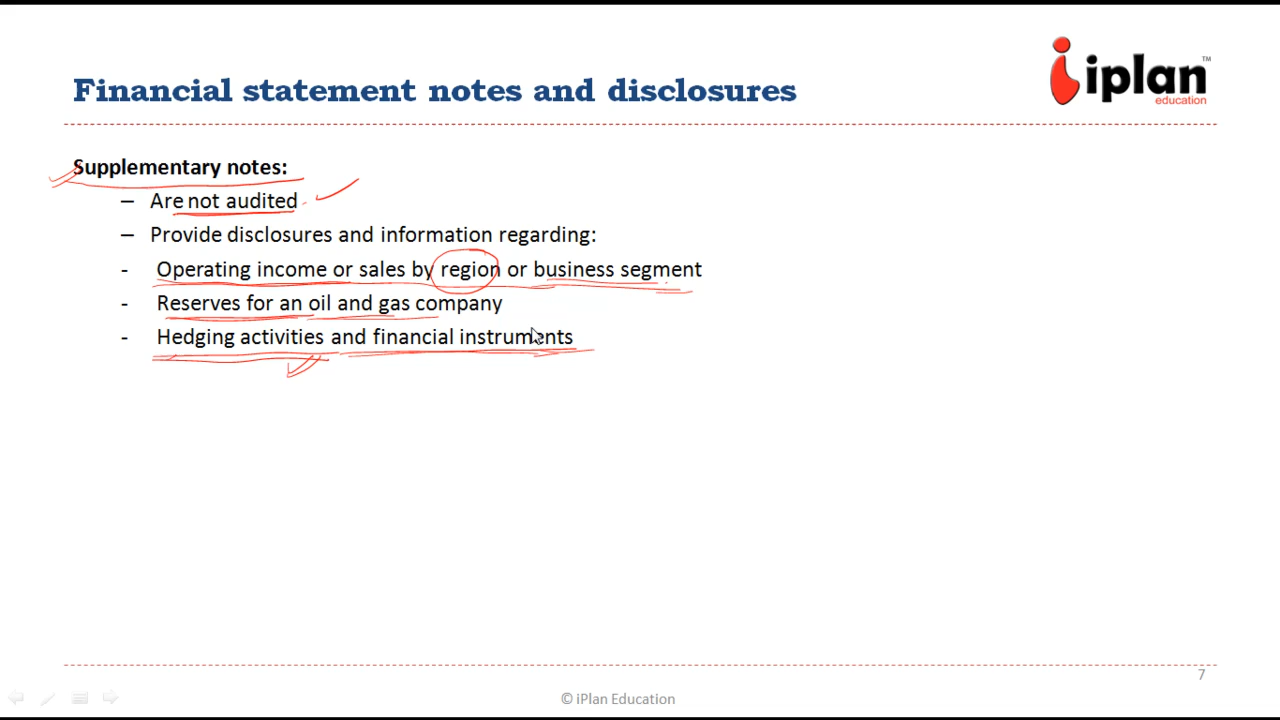 Financial statement notes and disclosures
iplan™
education
Supplementary notes:
– Are not audited
– Provide disclosures and information regarding:
- Operating income or sales by region or business segment
- Reserves for an oil and gas company
- Hedging activities and financial instruments
7
© iPlan Education